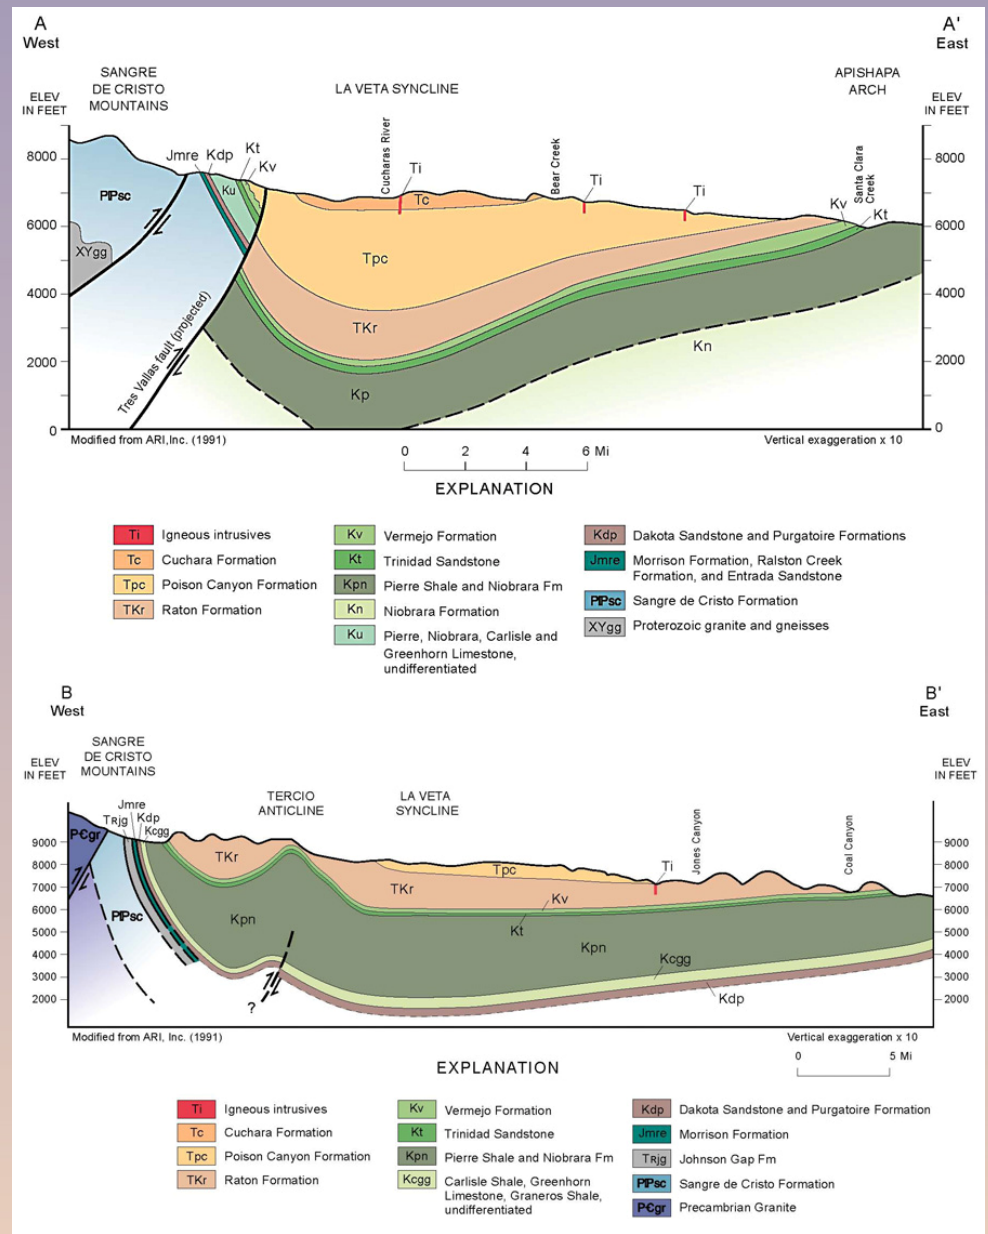 A
West
A'
East
SANGRE
DE CRISTO
MOUNTAINS
LA VETA SYNCLINE
APISHAPA
ARCH
ELEV
IN FEET
ELEV
IN FEET
Cucharas River
Bear Creek
Santa Clara
Creek
8000
6000
4000
2000
0
8000
6000
4000
2000
0
Jmre
Kdp
Kt
Kv
Ku
Ti
Tc
Ti
Ti
Kv
Kt
PIPsc
XYgg
Tpc
TKr
Kp
Kn
Tres Vallas fault (projected)
Modified from ARI,Inc. (1991)
Vertical exaggeration x 10
0 2 4 6 Mi
EXPLANATION
Ti Igneous intrusives
Tc Cuchara Formation
Tpc Poison Canyon Formation
TKr Raton Formation
Kv Vermejo Formation
Kt Trinidad Sandstone
Kpn Pierre Shale and Niobrara Fm
Kn Niobrara Formation
Ku Pierre, Niobrara, Carlisle and
Greenhorn Limestone,
undifferentiated
Kdp Dakota Sandstone and Purgatoire Formations
Jmre Morrison Formation, Ralston Creek
Formation, and Entrada Sandstone
PIPsc Sangre de Cristo Formation
XYgg Proterozoic granite and gneisses
B
West
B'
East
SANGRE
DE CRISTO
MOUNTAINS
TERCIO
ANTICLINE
LA VETA
SYNCLINE
ELEV
IN FEET
ELEV
IN FEET
Jones Canyon
Coal Canyon
9000
8000
7000
6000
5000
4000
3000
2000
9000
8000
7000
6000
5000
4000
3000
2000
Jmre
TRjg
Kdp
Kcgg
P-Єgr
PIPsc
TKr
Kpn
TKr
Tpc
Ti
Kv
Kt
Kpn
Kcgg
Kdp
?
Modified from ARI, Inc. (1991)
Vertical exaggeration x 10
0 5 Mi
EXPLANATION
Ti Igneous intrusives
Tc Cuchara Formation
Tpc Poison Canyon Formation
TKr Raton Formation
Kv Vermejo Formation
Kt Trinidad Sandstone
Kpn Pierre Shale and Niobrara Fm
Kcgg Carlisle Shale, Greenhorn
Limestone, Graneros Shale,
undifferentiated
Kdp Dakota Sandstone and Purgatoire Formation
Jmre Morrison Formation
TRjg Johnson Gap Fm
PIPsc Sangre de Cristo Formation
P-Єgr Precambrian Granite